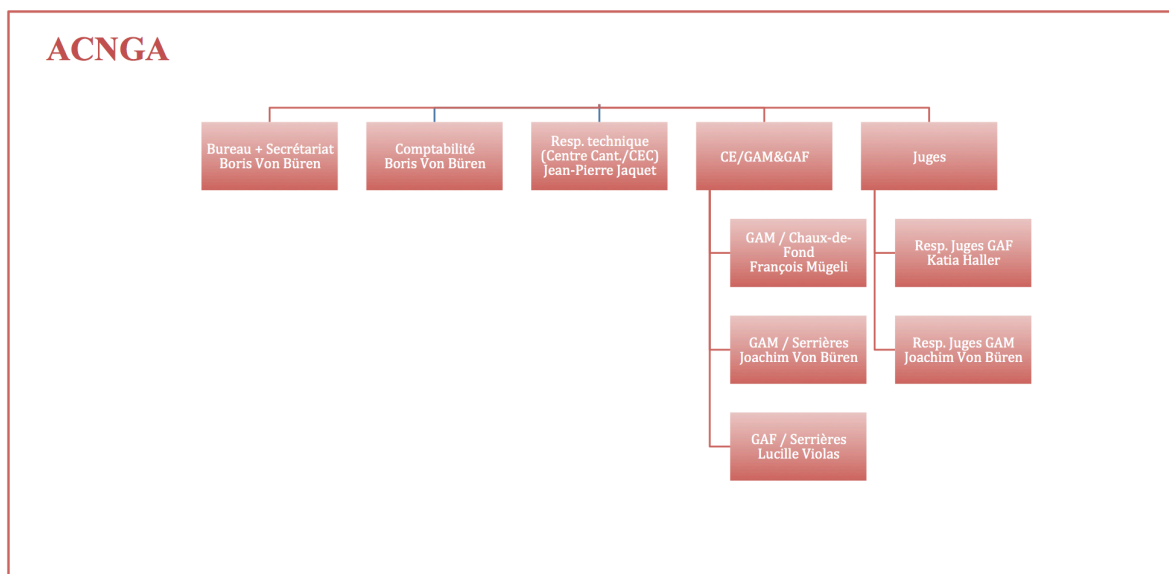 ACNGA
Bureau + Secrétariat
Boris Von Büren
Comptabilité
Boris Von Büren
Resp. technique
(Centre Cant./CEC)
Jean-Pierre Jaquet
CE/GAM&GAF
Juges
GAM / Chaux-de-
Fond
François Mügeli
Resp. Juges GAF
Katia Haller
GAM / Serrières
Joachim Von Büren
Resp. Juges GAM
Joachim Von Büren
GAF / Serrières
Lucille Violas